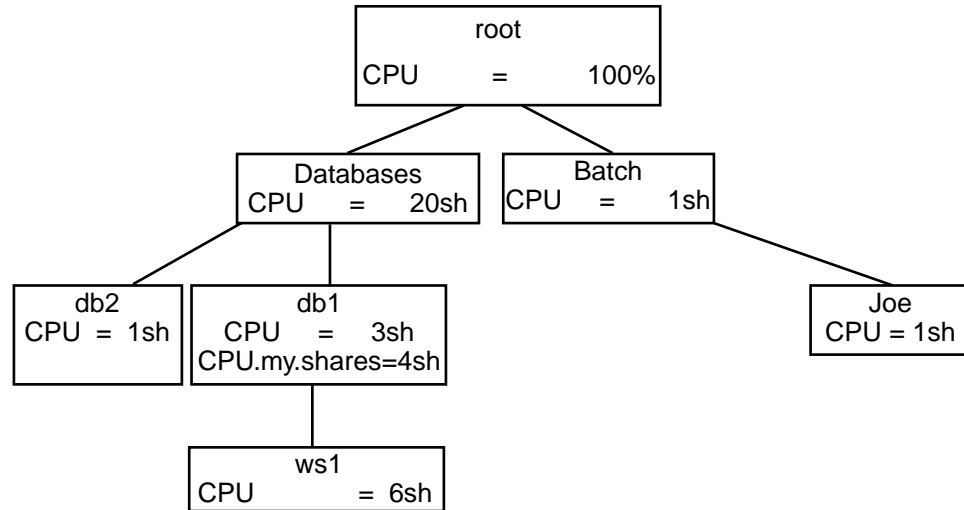 root
CPU = 100%
Databases
CPU = 20sh
Batch
CPU = 1sh
db2
CPU = 1sh
db1
CPU = 3sh
CPU.my.shares=4sh
Joe
CPU = 1sh
ws1
CPU = 6sh